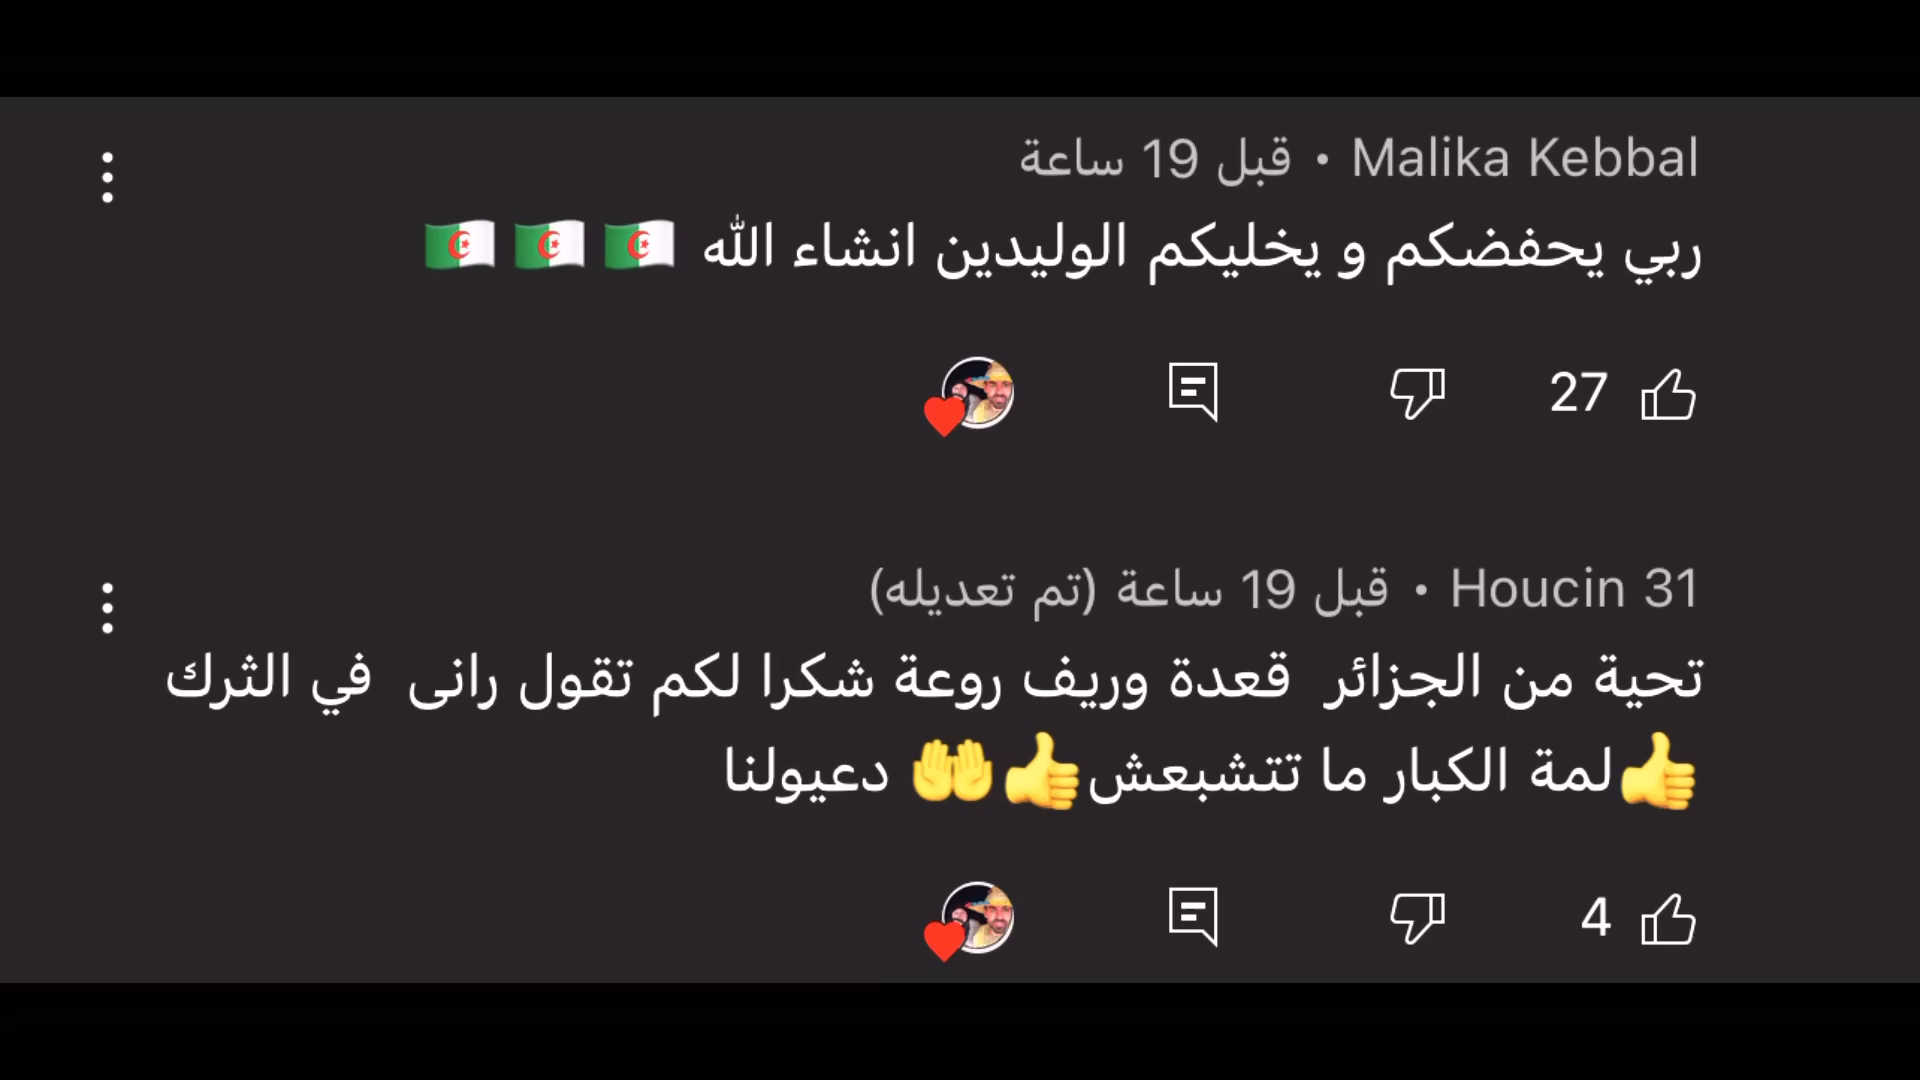 Malika Kebbal • قبل 19 ساعة
ربي يحفضكم و يخليكم الوليدين انشاء الله 🇩🇿 🇩🇿 🇩🇿
27
Houcin 31 • قبل 19 ساعة (تم تعديله)
تحية من الجزائر  قعدة وريف روعة شكرا لكم تقول رانى  في الثرك
👍لمة الكبار ما تتشبعش👍🤲 دعيولنا
4